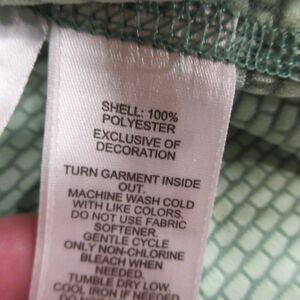 SHELL: 100%
POLYESTER
EXCLUSIVE OF
DECORATION
TURN GARMENT INSIDE
OUT.
MACHINE WASH COLD
WITH LIKE COLORS.
DO NOT USE FABRIC
SOFTENER.
GENTLE CYCLE
ONLY NON-CHLORINE
BLEACH WHEN
NEEDED.
TUMBLE DRY LOW.
COOL IRON IF NEEDED